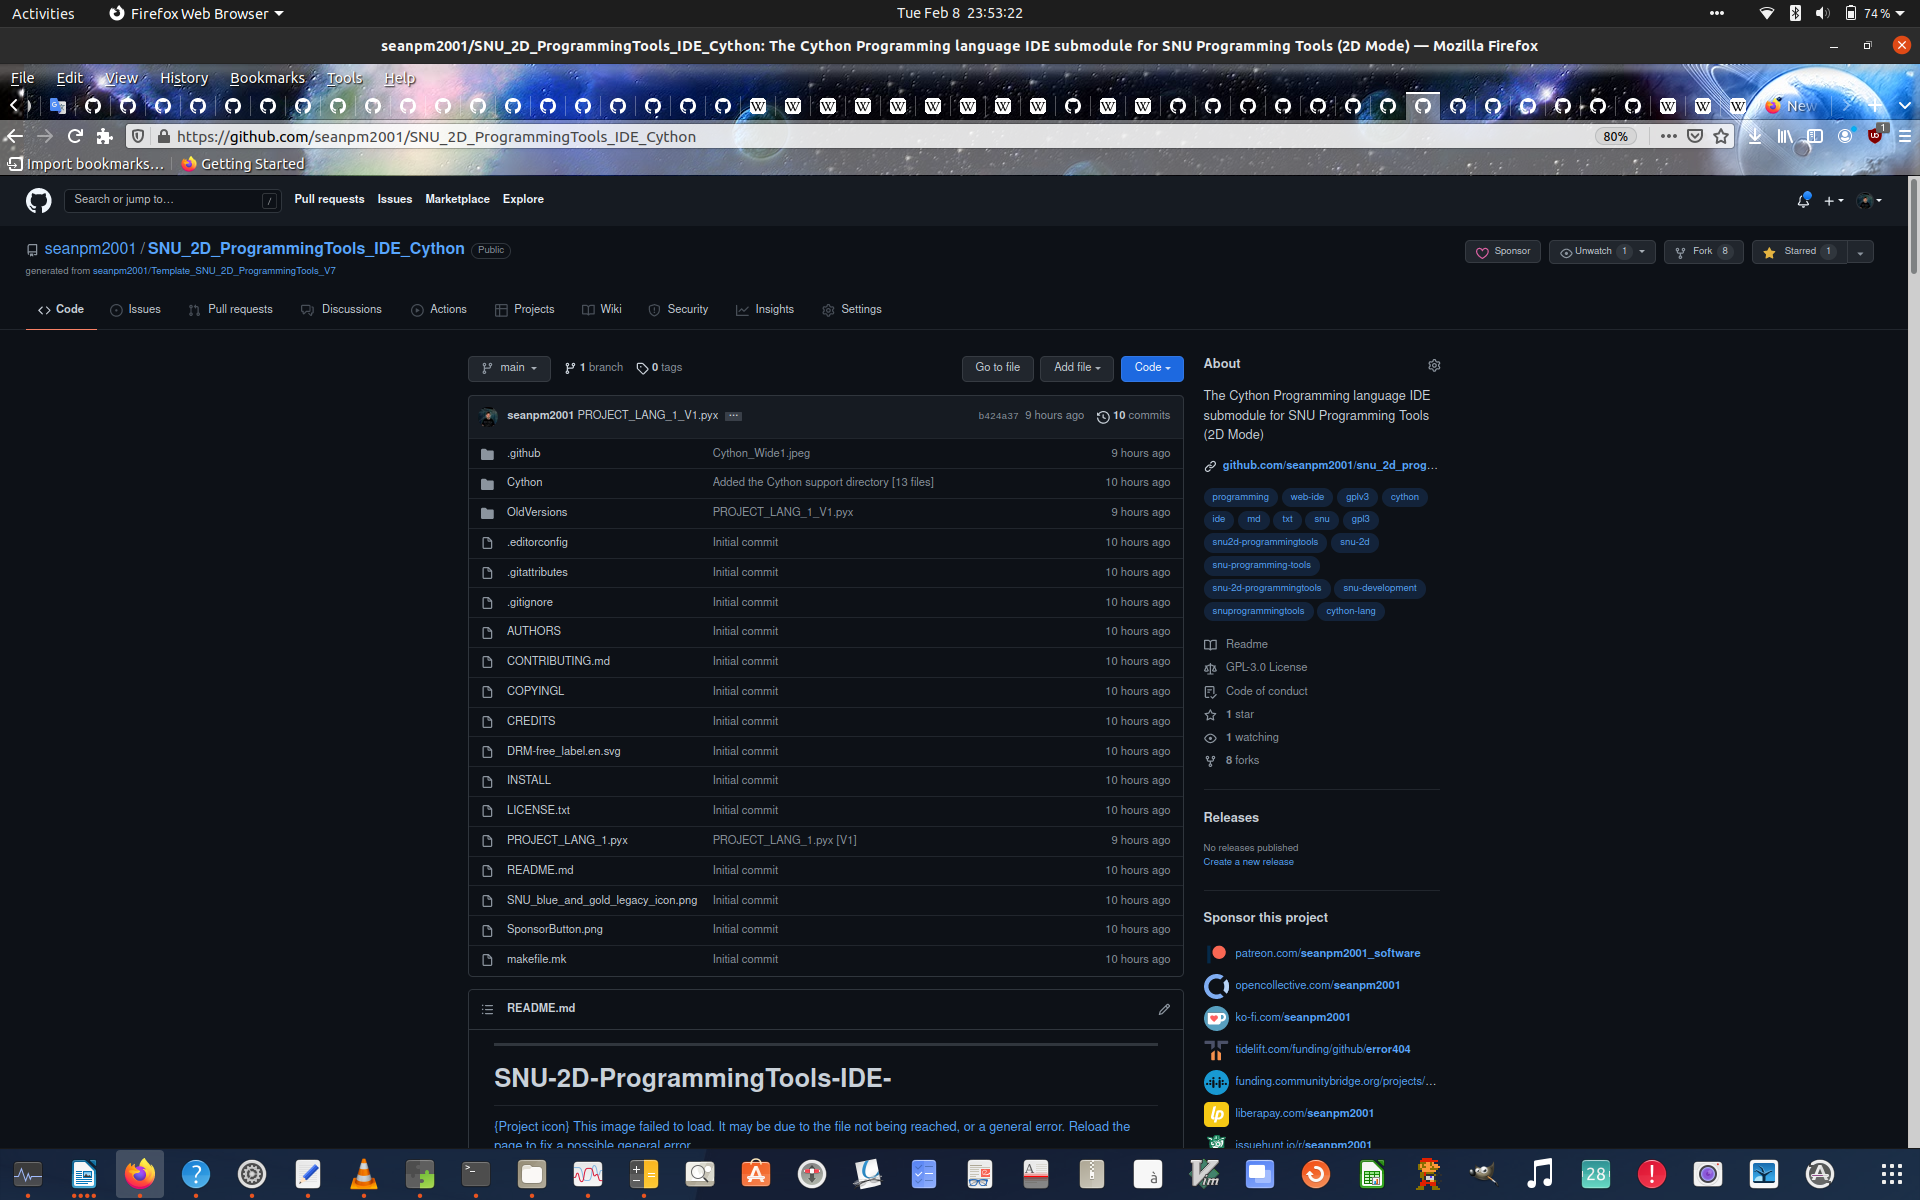 Activities
Firefox Web Browser
Tue Feb 8 23:53:22
74 %
seanpm2001/SNU_2D_ProgrammingTools_IDE_Cython: The Cython Programming language IDE submodule for SNU Programming Tools (2D Mode) — Mozilla Firefox
File Edit View History Bookmarks Tools Help
New
https://github.com/seanpm2001/SNU_2D_ProgrammingTools_IDE_Cython
80%
1
Import bookmarks…
Getting Started
Search or jump to…
/
Pull requests Issues Marketplace Explore
seanpm2001 / SNU_2D_ProgrammingTools_IDE_Cython Public
Sponsor
Unwatch 1
Fork 8
Starred 1
generated from seanpm2001/Template_SNU_2D_ProgrammingTools_V7
Code Issues Pull requests Discussions Actions Projects Wiki Security Insights Settings
main
1 branch
0 tags
Go to file
Add file
Code
seanpm2001 PROJECT_LANG_1_V1.pyx
b424a37 9 hours ago
10 commits
.github Cython_Wide1.jpeg 9 hours ago
Cython Added the Cython support directory [13 files] 10 hours ago
OldVersions PROJECT_LANG_1_V1.pyx 9 hours ago
.editorconfig Initial commit 10 hours ago
.gitattributes Initial commit 10 hours ago
.gitignore Initial commit 10 hours ago
AUTHORS Initial commit 10 hours ago
CONTRIBUTING.md Initial commit 10 hours ago
COPYINGL Initial commit 10 hours ago
CREDITS Initial commit 10 hours ago
DRM-free_label.en.svg Initial commit 10 hours ago
INSTALL Initial commit 10 hours ago
LICENSE.txt Initial commit 10 hours ago
PROJECT_LANG_1.pyx PROJECT_LANG_1.pyx [V1] 9 hours ago
README.md Initial commit 10 hours ago
SNU_blue_and_gold_legacy_icon.png Initial commit 10 hours ago
SponsorButton.png Initial commit 10 hours ago
makefile.mk Initial commit 10 hours ago
README.md
SNU-2D-ProgrammingTools-IDE-
{Project icon} This image failed to load. It may be due to the file not being reached, or a general error. Reload the
page to fix a possible general error.
About
The Cython Programming language IDE
submodule for SNU Programming Tools
(2D Mode)
github.com/seanpm2001/snu_2d_prog…
programming web-ide gplv3 cython
ide md txt snu gpl3
snu2d-programmingtools snu-2d
snu-programming-tools
snu-2d-programmingtools snu-development
snuprogrammingtools cython-lang
Readme
GPL-3.0 License
Code of conduct
1 star
1 watching
8 forks
Releases
No releases published
Create a new release
Sponsor this project
patreon.com/seanpm2001_software
opencollective.com/seanpm2001
ko-fi.com/seanpm2001
tidelift.com/funding/github/error404
funding.communitybridge.org/projects/…
liberapay.com/seanpm2001
issuehunt.io/r/seanpm2001
28